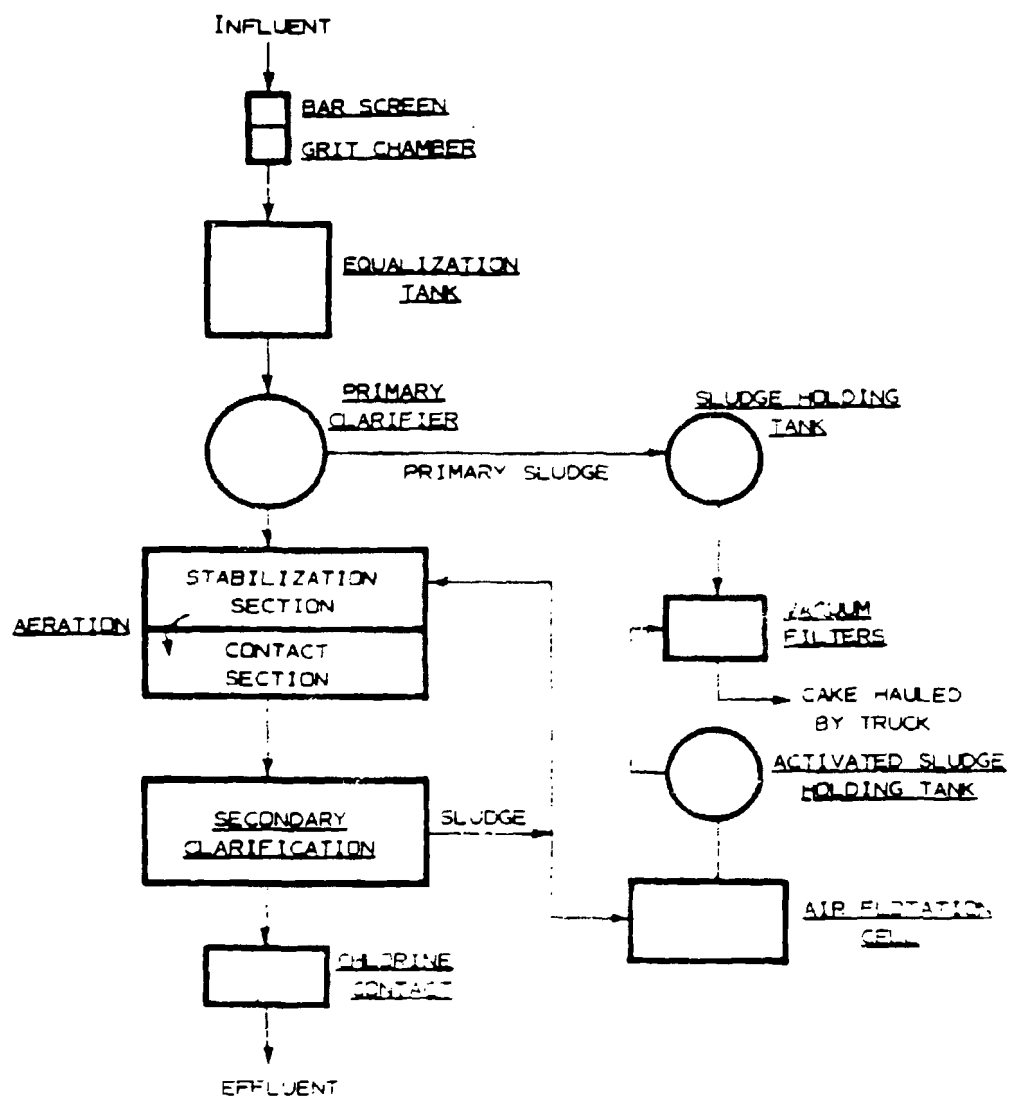 INFLUENT
BAR SCREEN
GRIT CHAMBER
EQUALIZATION
TANK
PRIMARY
CLARIFIER
SLUDGE HOLDING
TANK
PRIMARY SLUDGE
STABILIZATION
SECTION
AERATION
CONTACT
SECTION
VACUUM
FILTERS
CAKE HAULED
BY TRUCK
ACTIVATED SLUDGE
HOLDING TANK
SLUDGE
SECONDARY
CLARIFICATION
AIR FLOTATION
CELL
CHLORINE
CONTACT
EFFLUENT